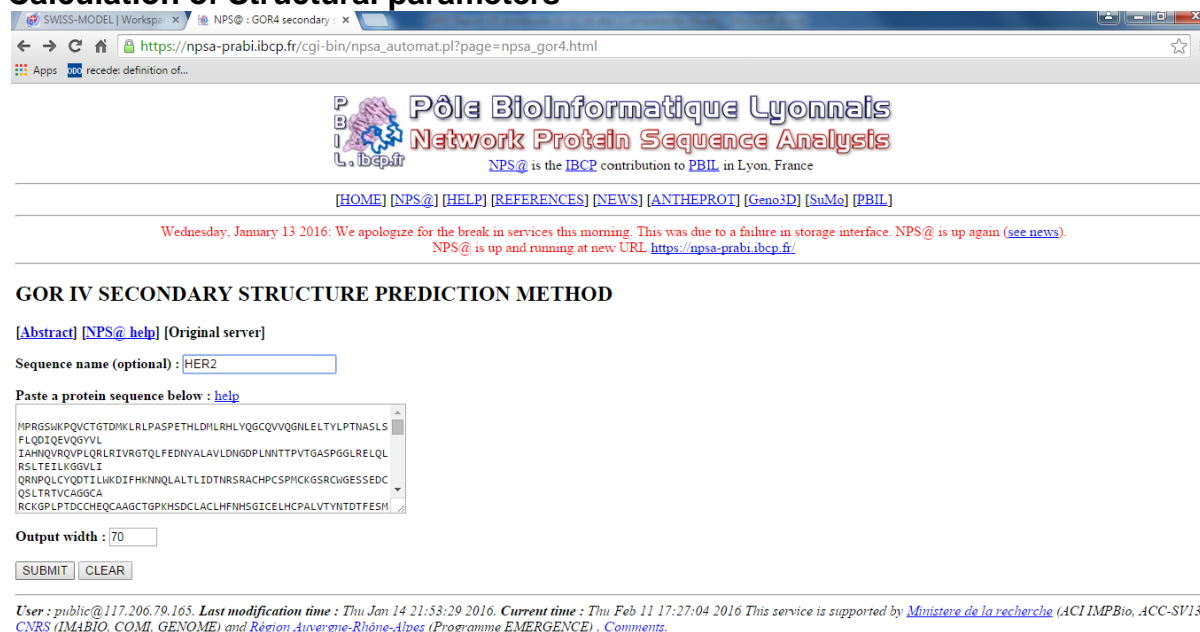 Calculation of Structural parameters
SWISS-MODEL | Workspa × NPS@ : GOR4 secondary s ×
https://npsa-prabi.ibcp.fr/cgi-bin/npsa_automat.pl?page=npsa_gor4.html
Apps DDO recede: definition of...
P
B
I
L.ibcp.fr
Pôle BioInformatique Lyonnais
Network Protein Sequence Analysis
NPS@ is the IBCP contribution to PBIL in Lyon, France
[HOME] [NPS@] [HELP] [REFERENCES] [NEWS] [ANTHEPROT] [Geno3D] [SuMo] [PBIL]
Wednesday, January 13 2016: We apologize for the break in services this morning. This was due to a failure in storage interface. NPS@ is up again (see news).
NPS@ is up and running at new URL https://npsa-prabi.ibcp.fr/
GOR IV SECONDARY STRUCTURE PREDICTION METHOD
[Abstract] [NPS@ help] [Original server]
Sequence name (optional) : HER2
Paste a protein sequence below : help
MPRGSWKPQVCTGTDMKLRLPASPETHLDMLRHLYQGCQVVQGNLELTYLPTNASLS
FLQDIQEVQGYVL
IAHNQVRQVPLQRLRIVRGTQLFEDNYALAVLDNGDPLNNTTPVTGASPGGLRELQL
RSLTEILKGGVLI
QRNPQLCYQDTILWKDIFHKNNQLALTLIDTNRSRACHPCSPMCKGSRCWGESSEDC
QSLTRTVCAGGCA
RCKGPLPTDCCHEQCAAGCTGPKHSDCLACLHFNHSGICELHCPALVTYNTDTFESM
Output width : 70
SUBMIT CLEAR
User : public@117.206.79.165. Last modification time : Thu Jan 14 21:53:29 2016. Current time : Thu Feb 11 17:27:04 2016 This service is supported by Ministere de la recherche (ACI IMPBio, ACC-SV13
CNRS (IMABIO, COMI, GENOME) and Région Auvergne-Rhône-Alpes (Programme EMERGENCE) . Comments.